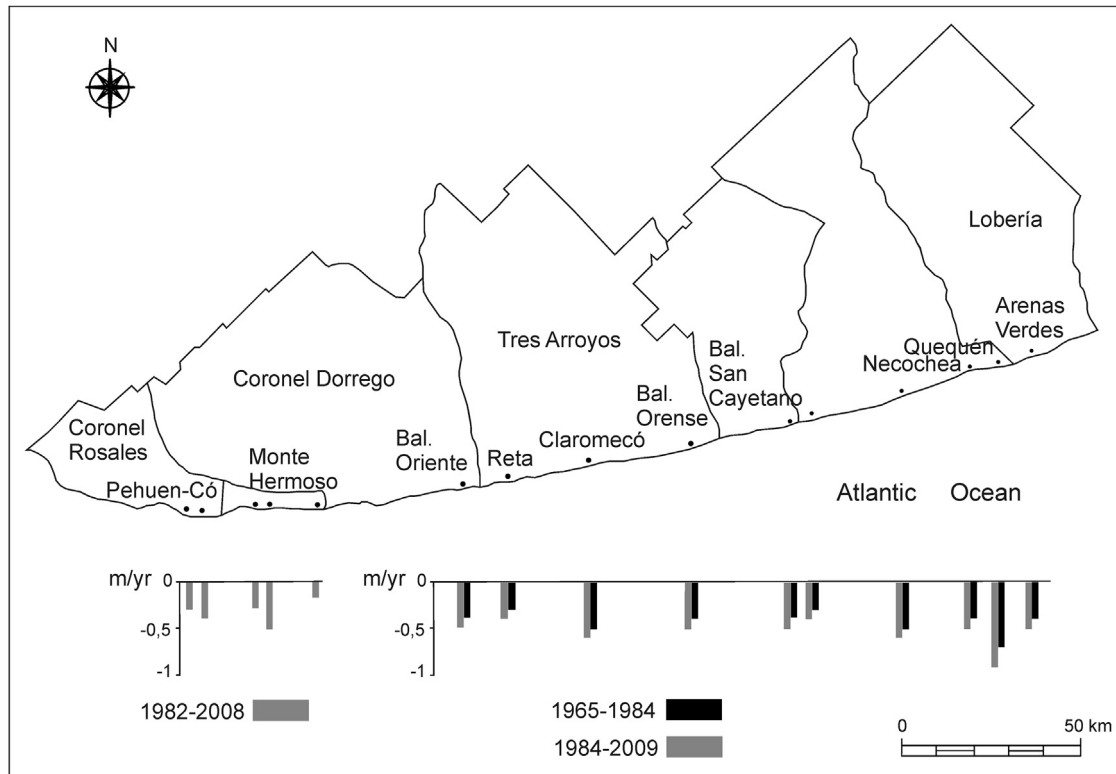 N
Lobería
Arenas
Verdes
Quequén
Necochea
Tres Arroyos
Bal.
San
Cayetano
Coronel Dorrego
Bal.
Orense
Coronel
Rosales
Bal.
Oriente
Claromecó
Reta
Monte
Hermoso
Pehuen-Có
Atlantic Ocean
m/yr 0
-0,5
-1
m/yr 0
-0,5
-1
1982-2008
1965-1984
1984-2009
0 50 km